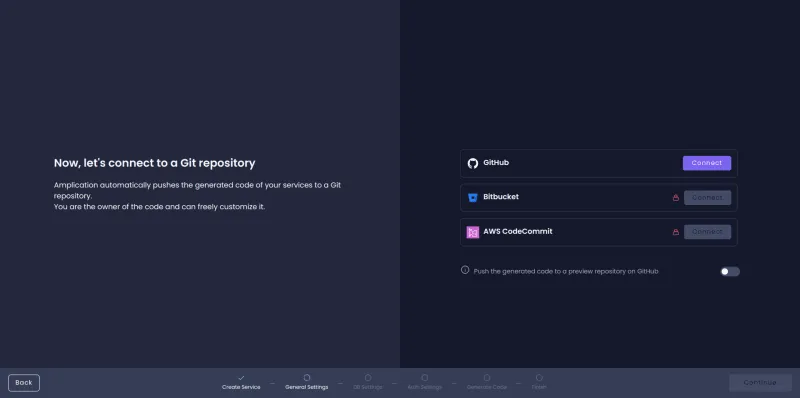 Now, let's connect to a Git repository
Amplication automatically pushes the generated code of your services to a Git
repository.
You are the owner of the code and can freely customize it.
GitHub
Connect
Bitbucket
Connect
AWS CodeCommit
Connect
Push the generated code to a preview repository on GitHub
Back
Create Service
General Settings
DB Settings
Auth Settings
Generate Code
Finish
Continue